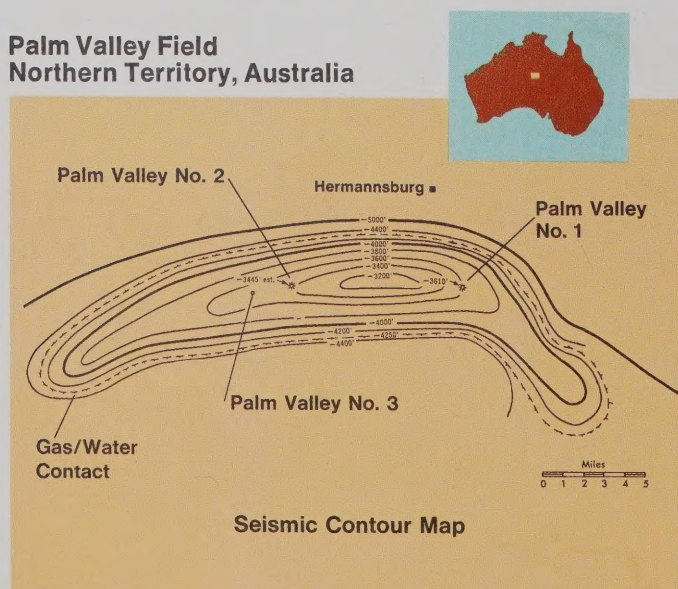 Palm Valley Field
Northern Territory, Australia
Palm Valley No. 2
Hermannsburg
Palm Valley
No. 1
-5000'
-4400'
-4000'
-3800'
-3600'
-3400'
-3200'
-3445' est.
-3610'
-4000'
-4200'
-4250'
-4400'
Palm Valley No. 3
Gas/Water
Contact
Miles
0 1 2 3 4 5
Seismic Contour Map